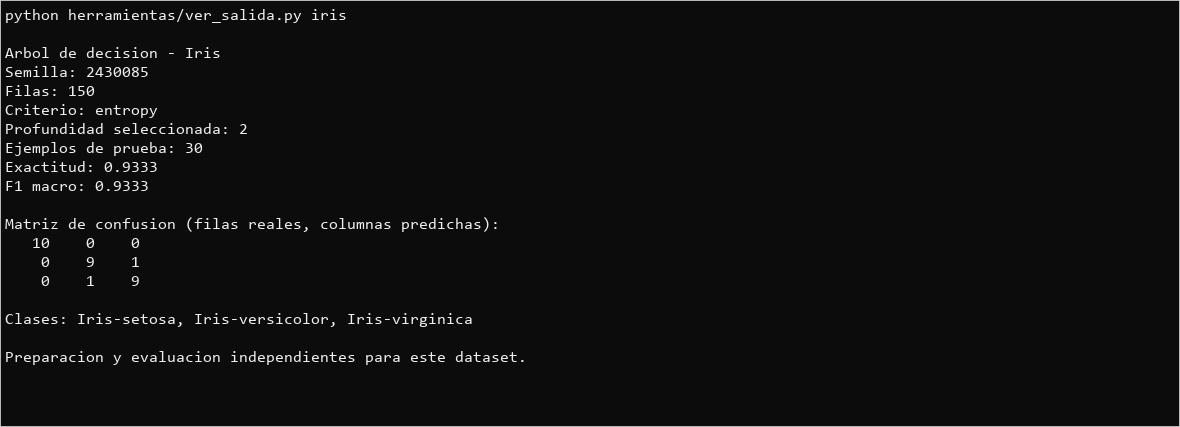 python herramientas/ver_salida.py iris
Arbol de decision - Iris
Semilla: 2430085
Filas: 150
Criterio: entropy
Profundidad seleccionada: 2
Ejemplos de prueba: 30
Exactitud: 0.9333
F1 macro: 0.9333
Matriz de confusion (filas reales, columnas predichas):
10 0 0
0 9 1
0 1 9
Clases: Iris-setosa, Iris-versicolor, Iris-virginica
Preparacion y evaluacion independientes para este dataset.